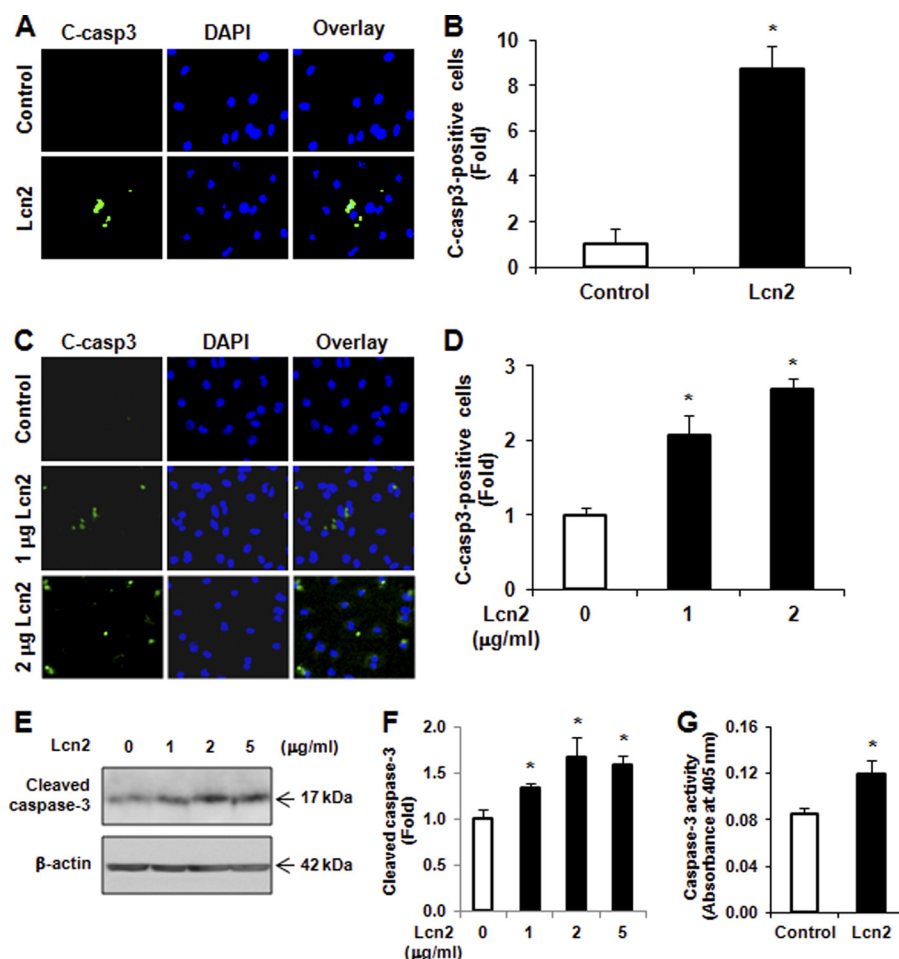 A
C-casp3 DAPI Overlay
Control
Lcn2
B
C-casp3-positive cells
(Fold)
10
8
6
4
2
0
*
Control Lcn2
C
C-casp3 DAPI Overlay
Control
1 µg Lcn2
2 µg Lcn2
D
C-casp3-positive cells
(Fold)
3
2
1
0
* *
Lcn2 0 1 2
(µg/ml)
E
Lcn2 0 1 2 5 (µg/ml)
Cleaved
caspase-3
17 kDa
β-actin
42 kDa
F
Cleaved caspase-3
(Fold)
2.0
1.5
1.0
0.5
0.0
* * *
Lcn2 0 1 2 5
(µg/ml)
G
Caspase-3 activity
(Absorbance at 405 nm)
0.16
0.12
0.08
0.04
0.00
*
Control Lcn2